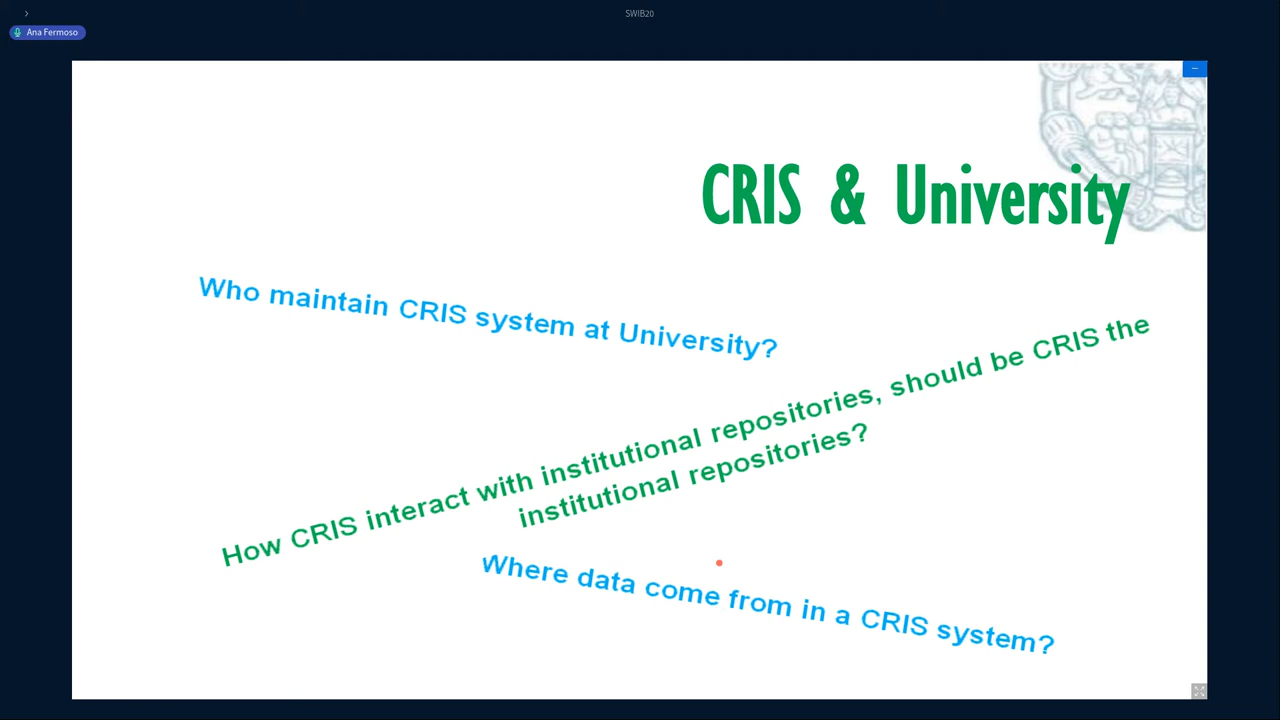 SWIB20
Ana Fermoso
CRIS & University
Who maintain CRIS system at University?
How CRIS interact with institutional repositories, should be CRIS the
institutional repositories?
Where data come from in a CRIS system?